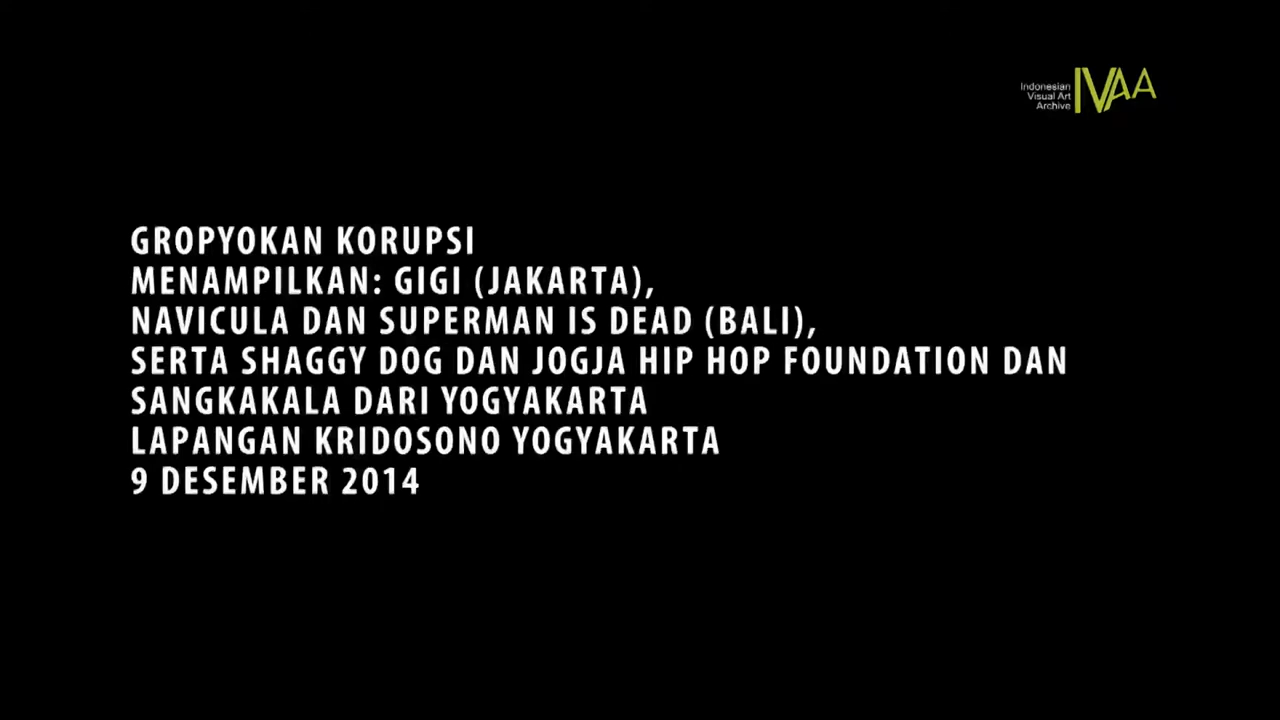 Indonesian
Visual Art
Archive
IVAA
GROPYOKAN KORUPSI
MENAMPILKAN: GIGI (JAKARTA),
NAVICULA DAN SUPERMAN IS DEAD (BALI),
SERTA SHAGGY DOG DAN JOGJA HIP HOP FOUNDATION DAN
SANGKAKALA DARI YOGYAKARTA
LAPANGAN KRIDOSONO YOGYAKARTA
9 DESEMBER 2014